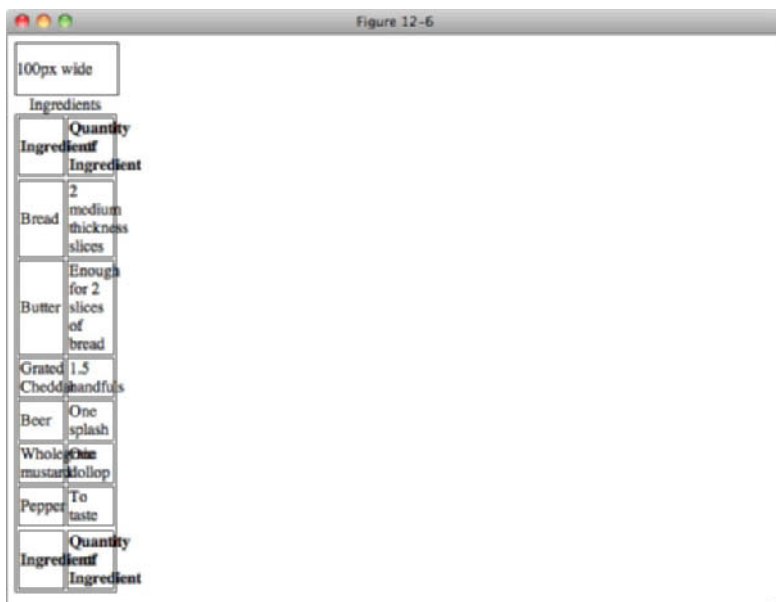 Figure 12-6
100px wide
Ingredients
Ingredient
Quantity
of
Ingredient
Bread
2
medium
thickness
slices
Butter
Enough
for 2
slices
of
bread
Grated
Cheddar
1.5
handfuls
Beer
One
splash
Wholegrain
mustard
One
dollop
Pepper
To
taste
Ingredient
Quantity
of
Ingredient